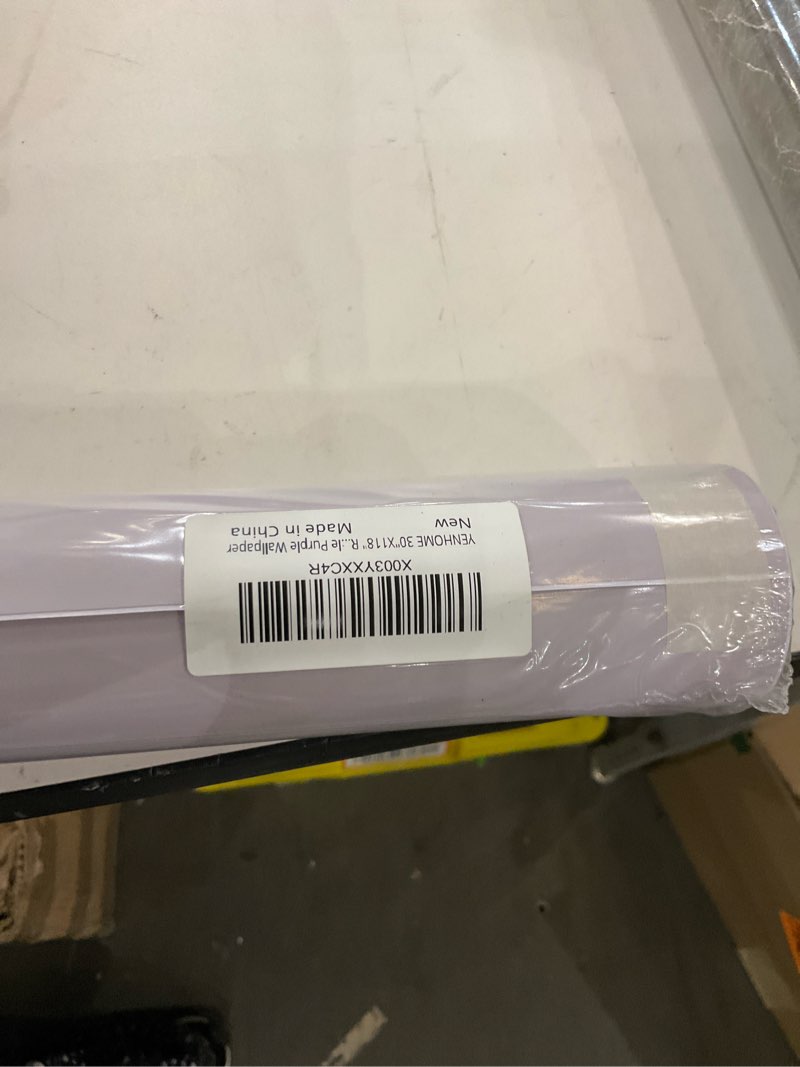 X003YXXC4R
YENHOME 30"X118" R...le Purple Wallpaper
New
Made in China